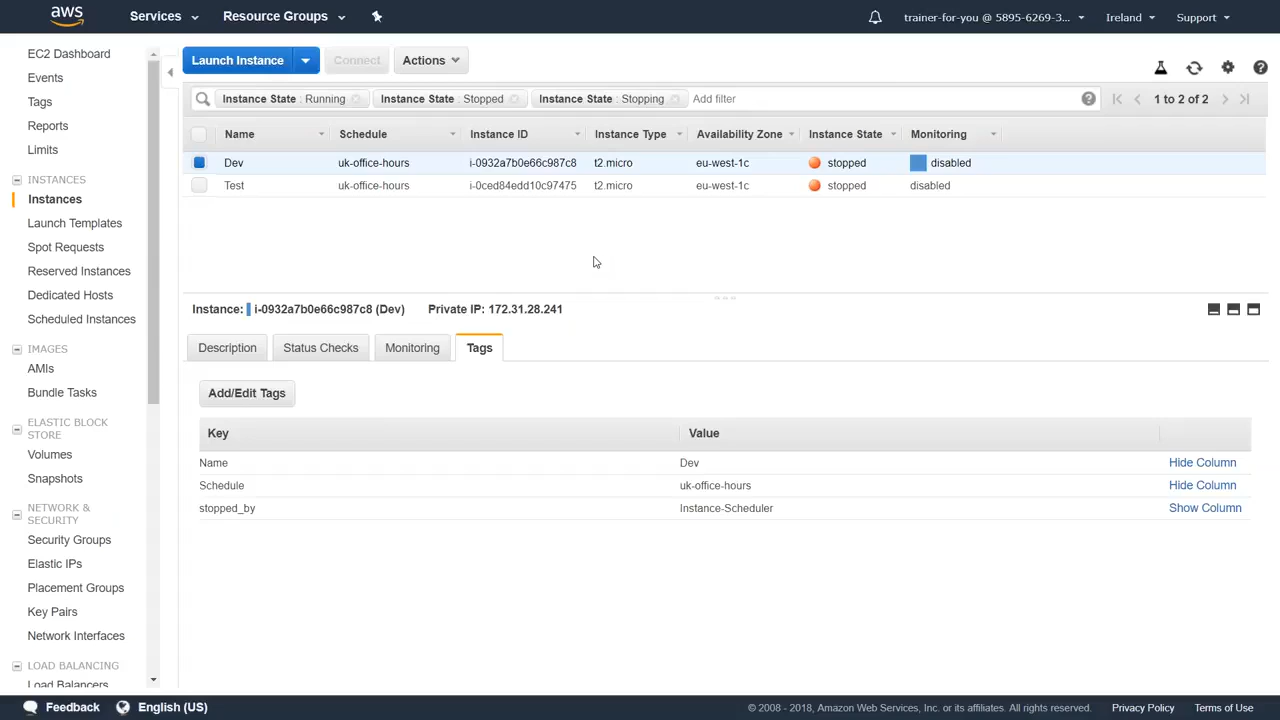 aws Services Resource Groups trainer-for-you @ 5895-6269-3... Ireland Support
EC2 Dashboard
Events
Tags
Reports
Limits
INSTANCES
Instances
Launch Templates
Spot Requests
Reserved Instances
Dedicated Hosts
Scheduled Instances
IMAGES
AMIs
Bundle Tasks
ELASTIC BLOCK
STORE
Volumes
Snapshots
NETWORK &
SECURITY
Security Groups
Elastic IPs
Placement Groups
Key Pairs
Network Interfaces
LOAD BALANCING
Load Balancers
Launch Instance Connect Actions
Instance State : Running Instance State : Stopped Instance State : Stopping Add filter 1 to 2 of 2
Name Schedule Instance ID Instance Type Availability Zone Instance State Monitoring
Dev uk-office-hours i-0932a7b0e66c987c8 t2.micro eu-west-1c stopped disabled
Test uk-office-hours i-0ced84edd10c97475 t2.micro eu-west-1c stopped disabled
Instance: i-0932a7b0e66c987c8 (Dev) Private IP: 172.31.28.241
Description Status Checks Monitoring Tags
Add/Edit Tags
Key Value
Name Dev Hide Column
Schedule uk-office-hours Hide Column
stopped_by Instance-Scheduler Show Column
Feedback English (US) © 2008 - 2018, Amazon Web Services, Inc. or its affiliates. All rights reserved. Privacy Policy Terms of Use